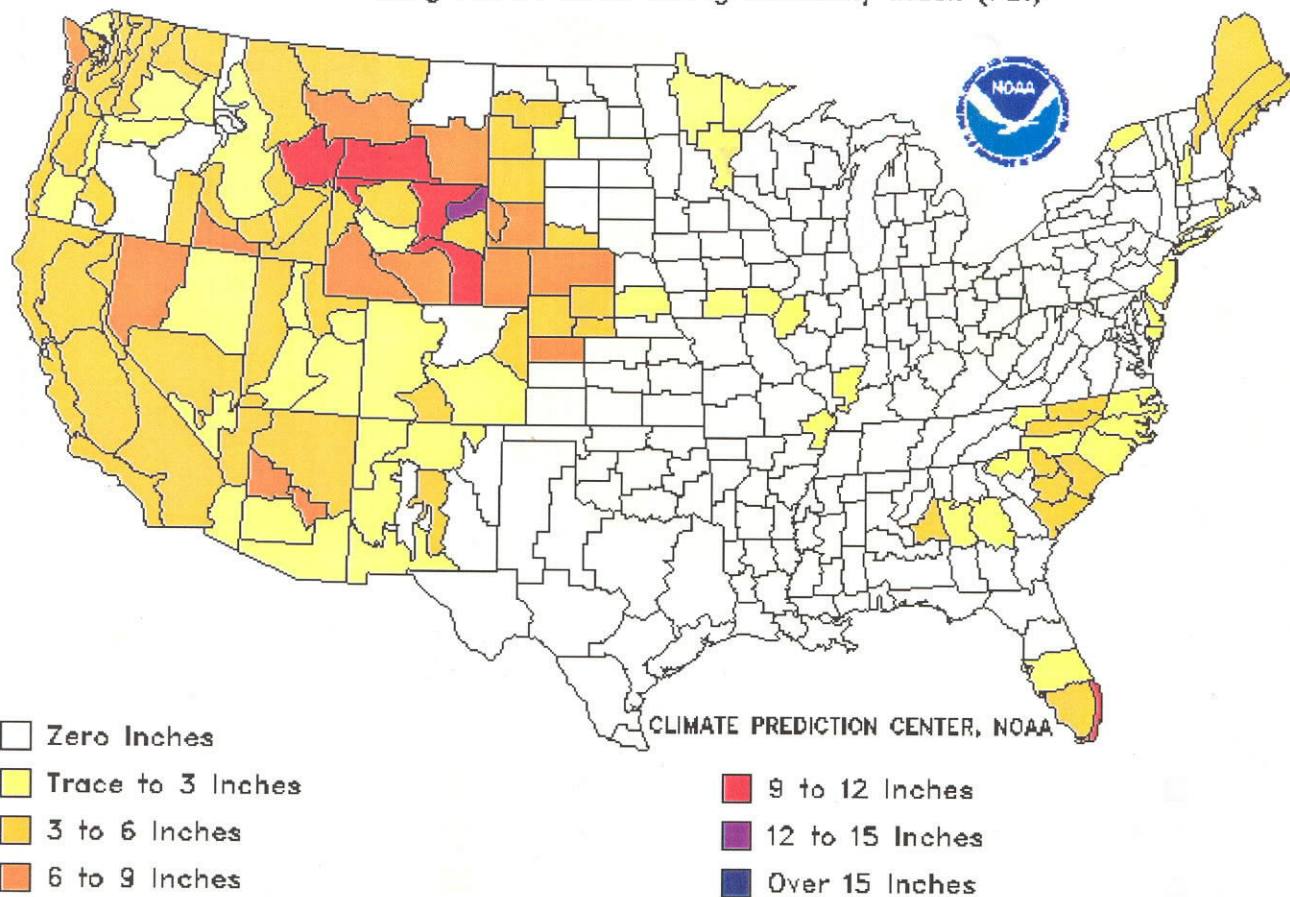 NOAA
CLIMATE PREDICTION CENTER, NOAA
Zero Inches
Trace to 3 Inches
3 to 6 Inches
6 to 9 Inches
9 to 12 Inches
12 to 15 Inches
Over 15 Inches